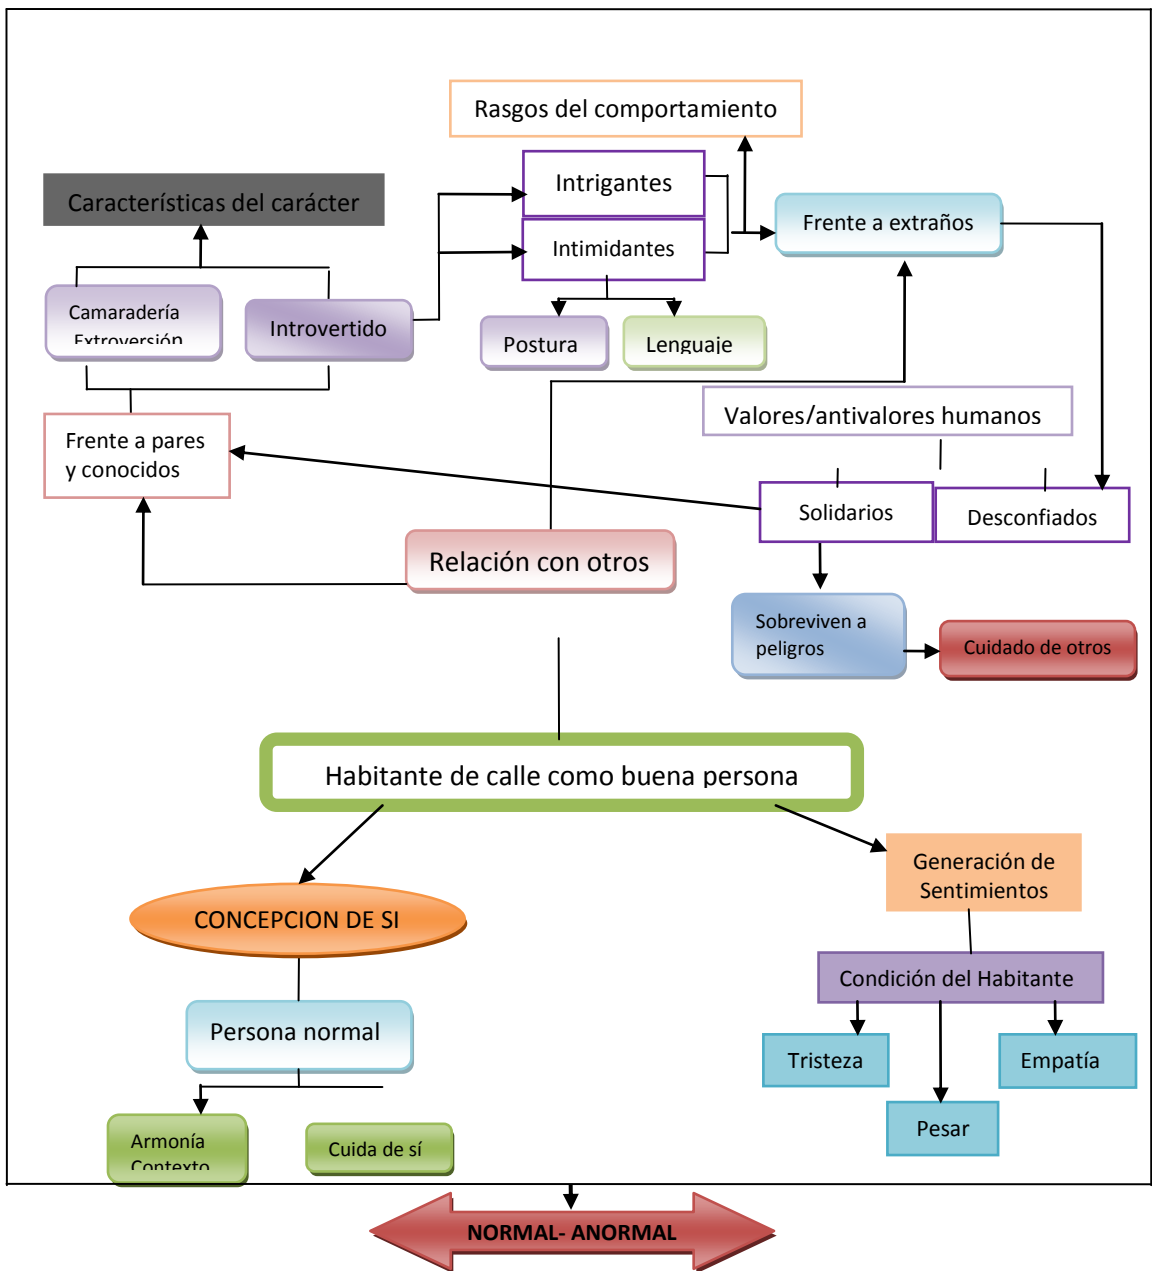 Rasgos del comportamiento
Intrigantes
Características del carácter
Frente a extraños
Intimidantes
Camaradería
Extroversión
Introvertido
Postura
Lenguaje
Valores/antivalores humanos
Frente a pares
y conocidos
Solidarios
Desconfiados
Relación con otros
Sobreviven a
peligros
Cuidado de otros
Habitante de calle como buena persona
Generación de
Sentimientos
CONCEPCION DE SI
Condición del Habitante
Persona normal
Tristeza
Empatía
Pesar
Armonía
Contexto
Cuida de sí
NORMAL- ANORMAL